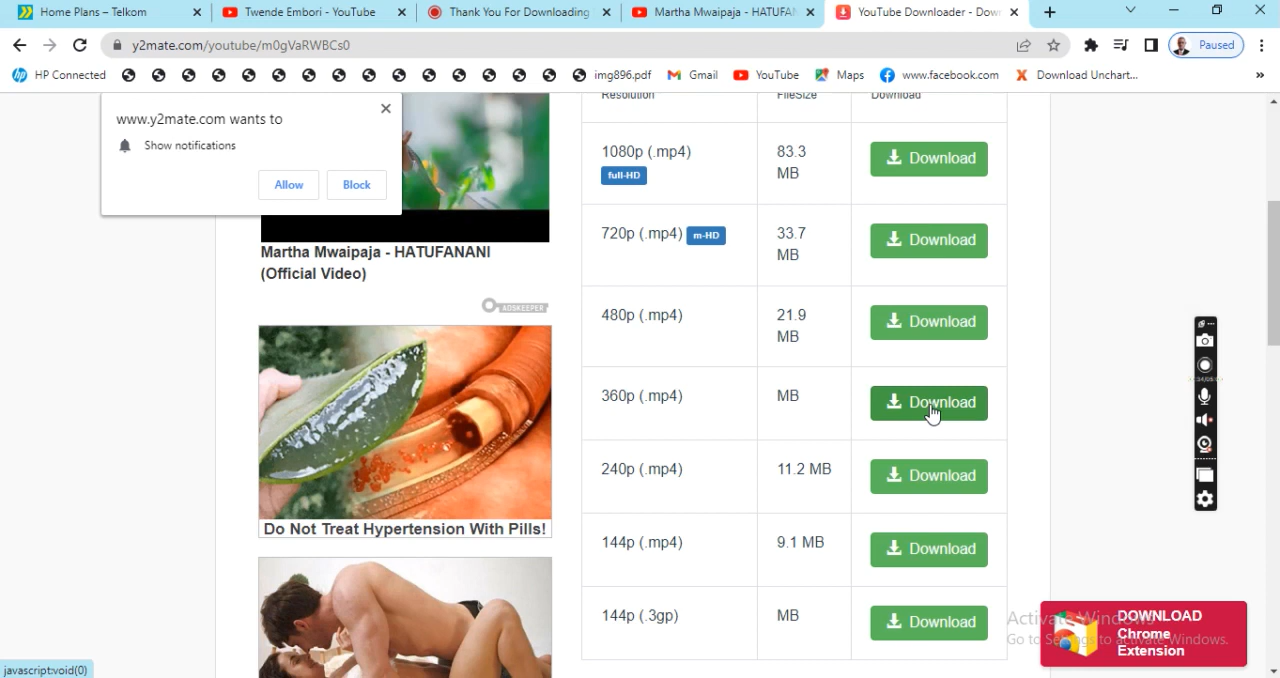 Home Plans – Telkom
Twende Embori - YouTube
Thank You For Downloading
Martha Mwaipaja - HATUFAN
YouTube Downloader - Dow
y2mate.com/youtube/m0gVaRWBCs0
Paused
HP Connected
img896.pdf
Gmail
YouTube
Maps
www.facebook.com
Download Unchart...
»
www.y2mate.com wants to
Show notifications
Allow
Block
Martha Mwaipaja - HATUFANANI
(Official Video)
ADSKEEPER
Do Not Treat Hypertension With Pills!
Resolution
FileSize
Download
1080p (.mp4)
full-HD
83.3
MB
Download
720p (.mp4) m-HD
33.7
MB
Download
480p (.mp4)
21.9
MB
Download
360p (.mp4)
MB
Download
240p (.mp4)
11.2 MB
Download
144p (.mp4)
9.1 MB
Download
144p (.3gp)
MB
Download
Activate Windows
Go to Settings to activate Windows.
DOWNLOAD
Chrome
Extension
javascript:void(0)